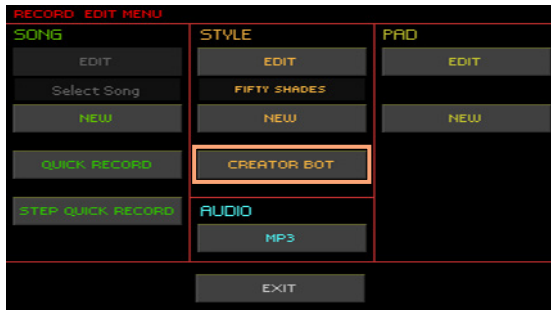 RECORD EDIT MENU
SONG
EDIT
Select Song
NEW
QUICK RECORD
STEP QUICK RECORD
STYLE
EDIT
FIFTY SHADES
NEW
CREATOR BOT
AUDIO
MP3
PAD
EDIT
NEW
EXIT